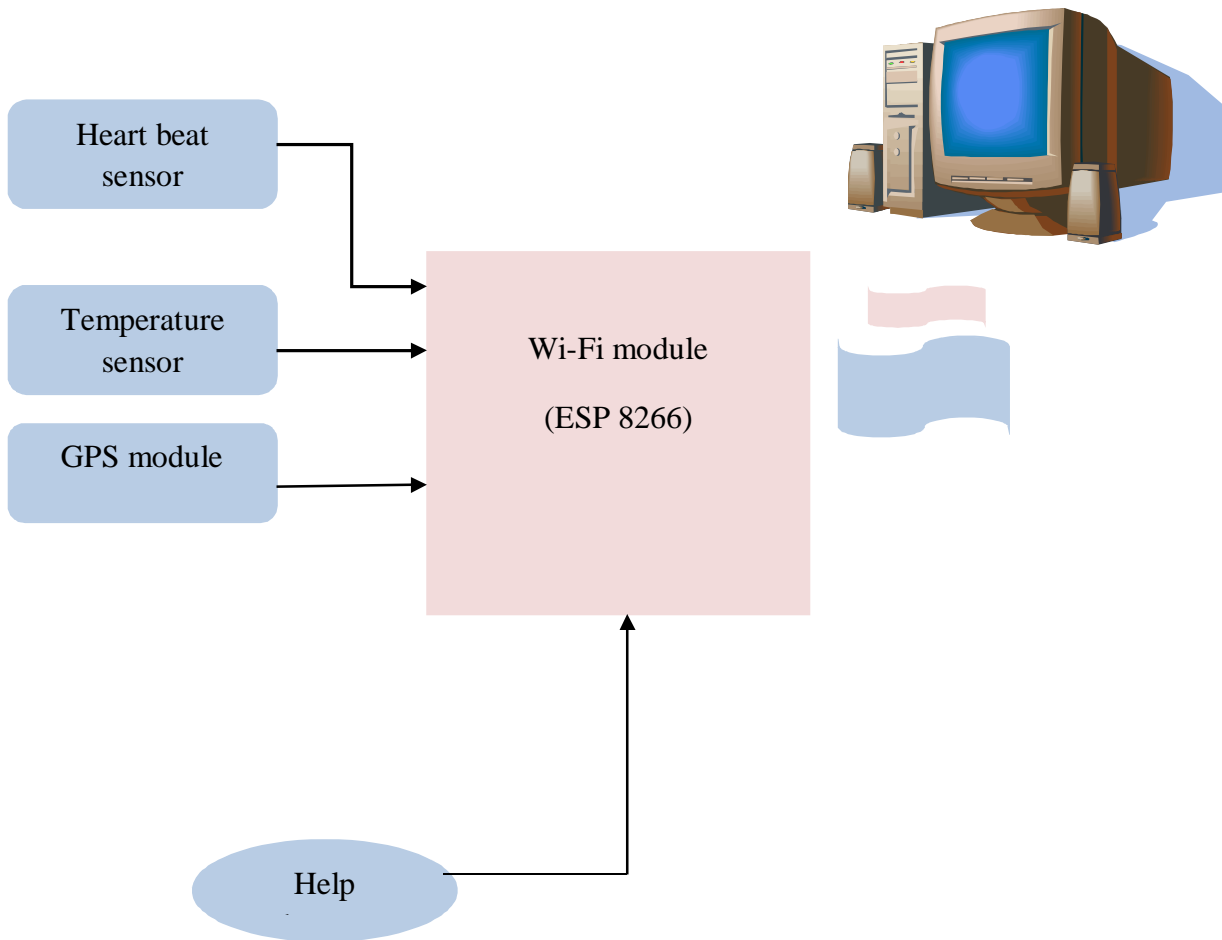 Heart beat
sensor
Temperature
sensor
GPS module
Wi-Fi module
(ESP 8266)
Help